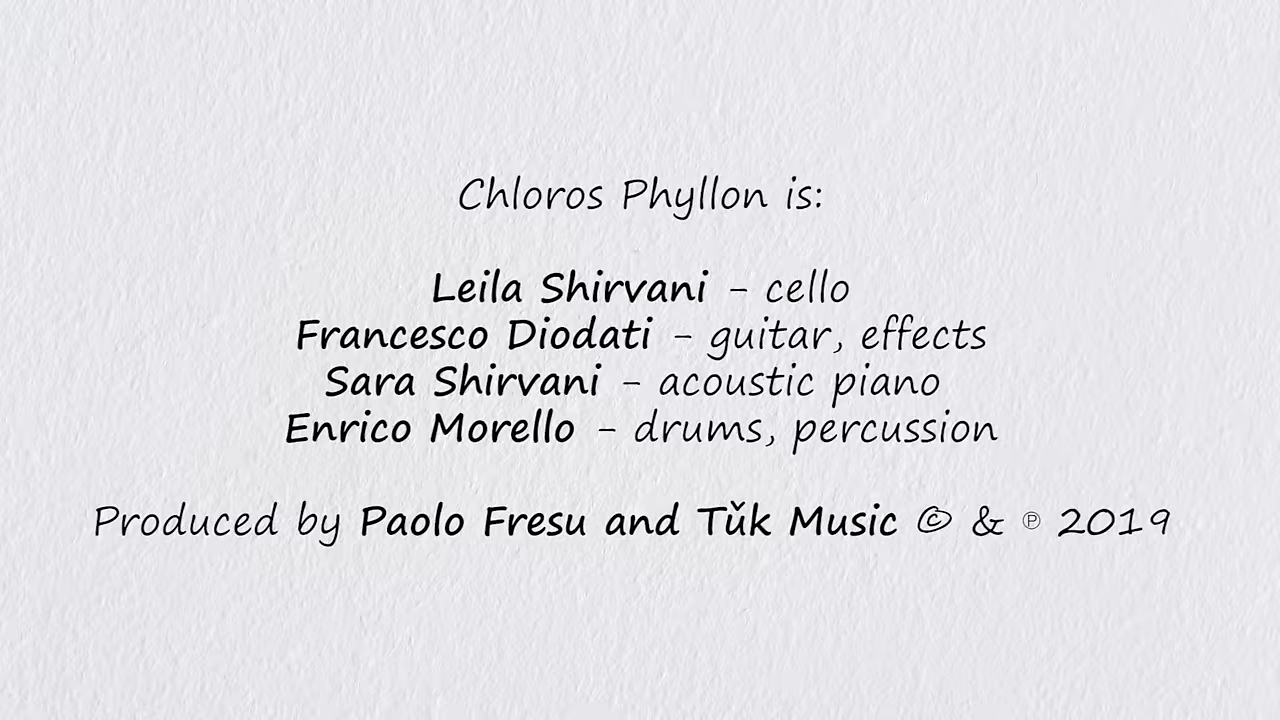 Chloros Phyllon is:
Leila Shirvani - cello
Francesco Diodati - guitar, effects
Sara Shirvani - acoustic piano
Enrico Morello - drums, percussion
Produced by Paolo Fresu and Tǔk Music © & ℗ 2019